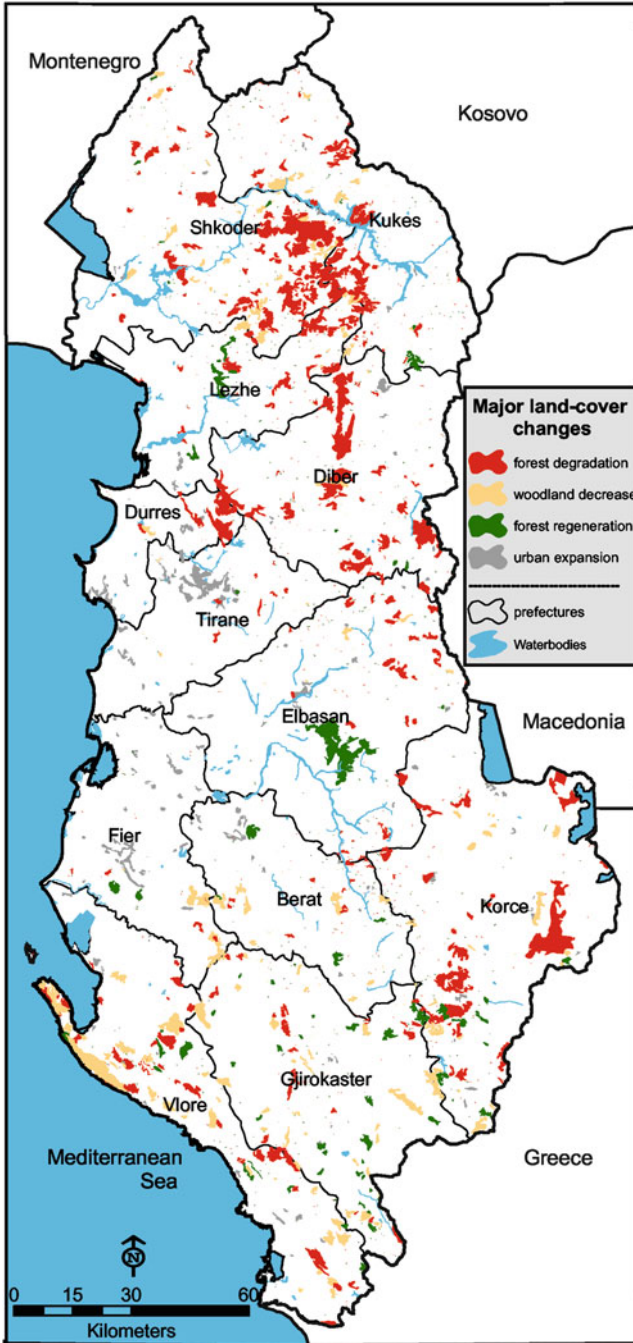 Montenegro
Kosovo
Shkoder
Kukes
Lezhe
Major land-cover
changes
forest degradation
woodland decrease
forest regeneration
urban expansion
prefectures
Waterbodies
Diber
Durres
Tirane
Elbasan
Macedonia
Fier
Berat
Korce
Gjirokaster
Vlore
Mediterranean
Sea
Greece
N
0 15 30 60
Kilometers